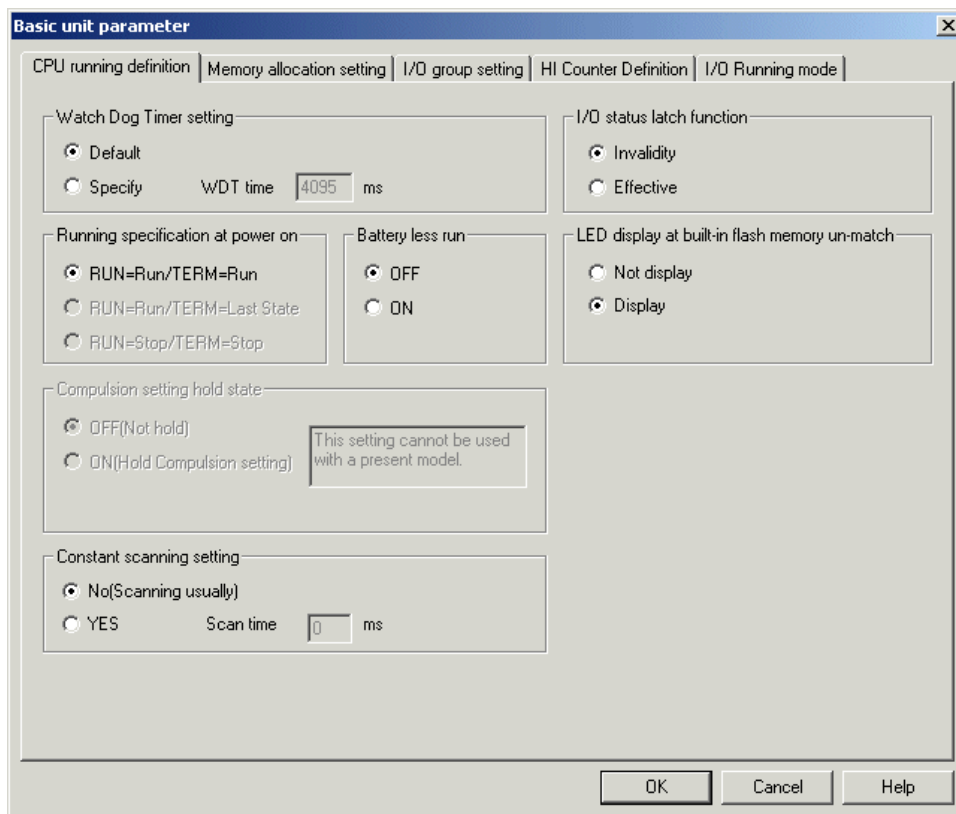 Basic unit parameter
CPU running definition
Memory allocation setting
I/O group setting
HI Counter Definition
I/O Running mode
Watch Dog Timer setting
Default
Specify WDT time 4095 ms
I/O status latch function
Invalidity
Effective
Running specification at power on
RUN=Run/TERM=Run
RUN=Run/TERM=Last State
RUN=Stop/TERM=Stop
Battery less run
OFF
ON
LED display at built-in flash memory un-match
Not display
Display
Compulsion setting hold state
OFF(Not hold)
ON(Hold Compulsion setting)
This setting cannot be used
with a present model.
Constant scanning setting
No(Scanning usually)
YES Scan time 0 ms
OK
Cancel
Help